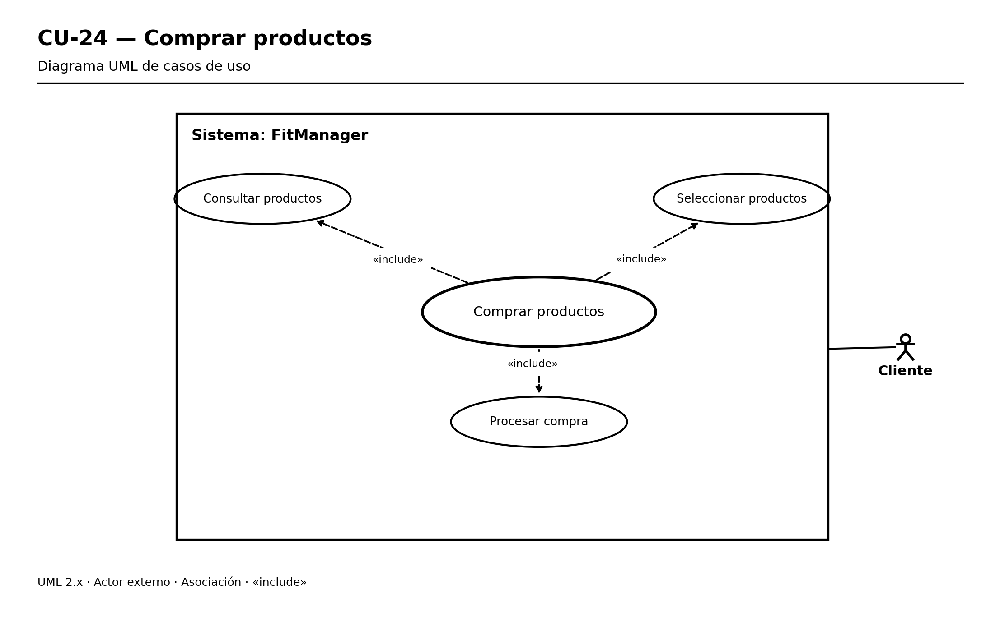 CU-24 — Comprar productos
Diagrama UML de casos de uso
Sistema: FitManager
Consultar productos
Seleccionar productos
«include»
«include»
Comprar productos
«include»
Cliente
Procesar compra
UML 2.x · Actor externo · Asociación · «include»